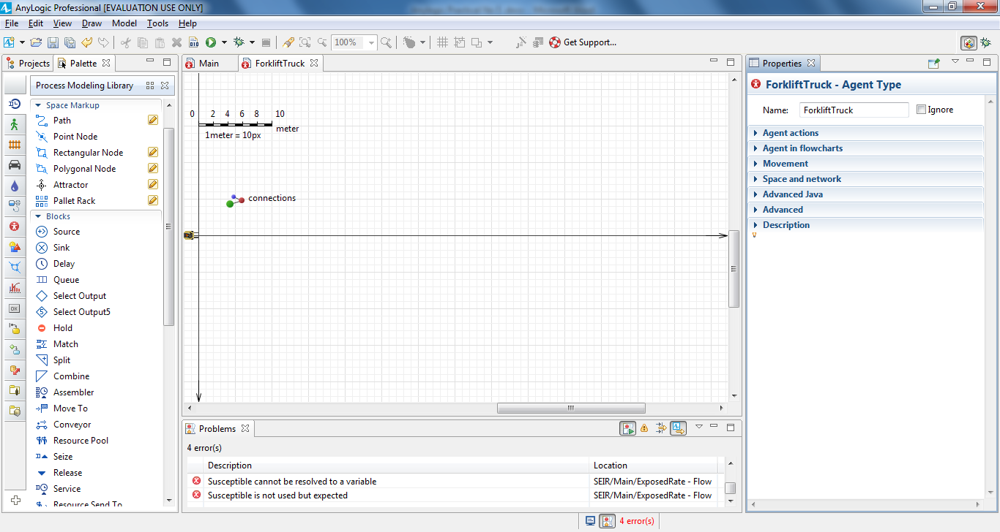 AnyLogic Professional [EVALUATION USE ONLY]
File Edit View Draw Model Tools Help
100% Get Support...
Projects Palette
Process Modeling Library
Space Markup
Path
Point Node
Rectangular Node
Polygonal Node
Attractor
Pallet Rack
Blocks
Source
Sink
Delay
Queue
Select Output
Select Output5
Hold
Match
Split
Combine
Assembler
Move To
Conveyor
Resource Pool
Seize
Release
Service
Resource Send To
Main ForkliftTruck
0 2 4 6 8 10
meter
1meter = 10px
connections
Problems
4 error(s)
Description Location
Susceptible cannot be resolved to a variable SEIR/Main/ExposedRate - Flow
Susceptible is not used but expected SEIR/Main/ExposedRate - Flow
Properties
ForkliftTruck - Agent Type
Name: ForkliftTruck Ignore
Agent actions
Agent in flowcharts
Movement
Space and network
Advanced Java
Advanced
Description
4 error(s)